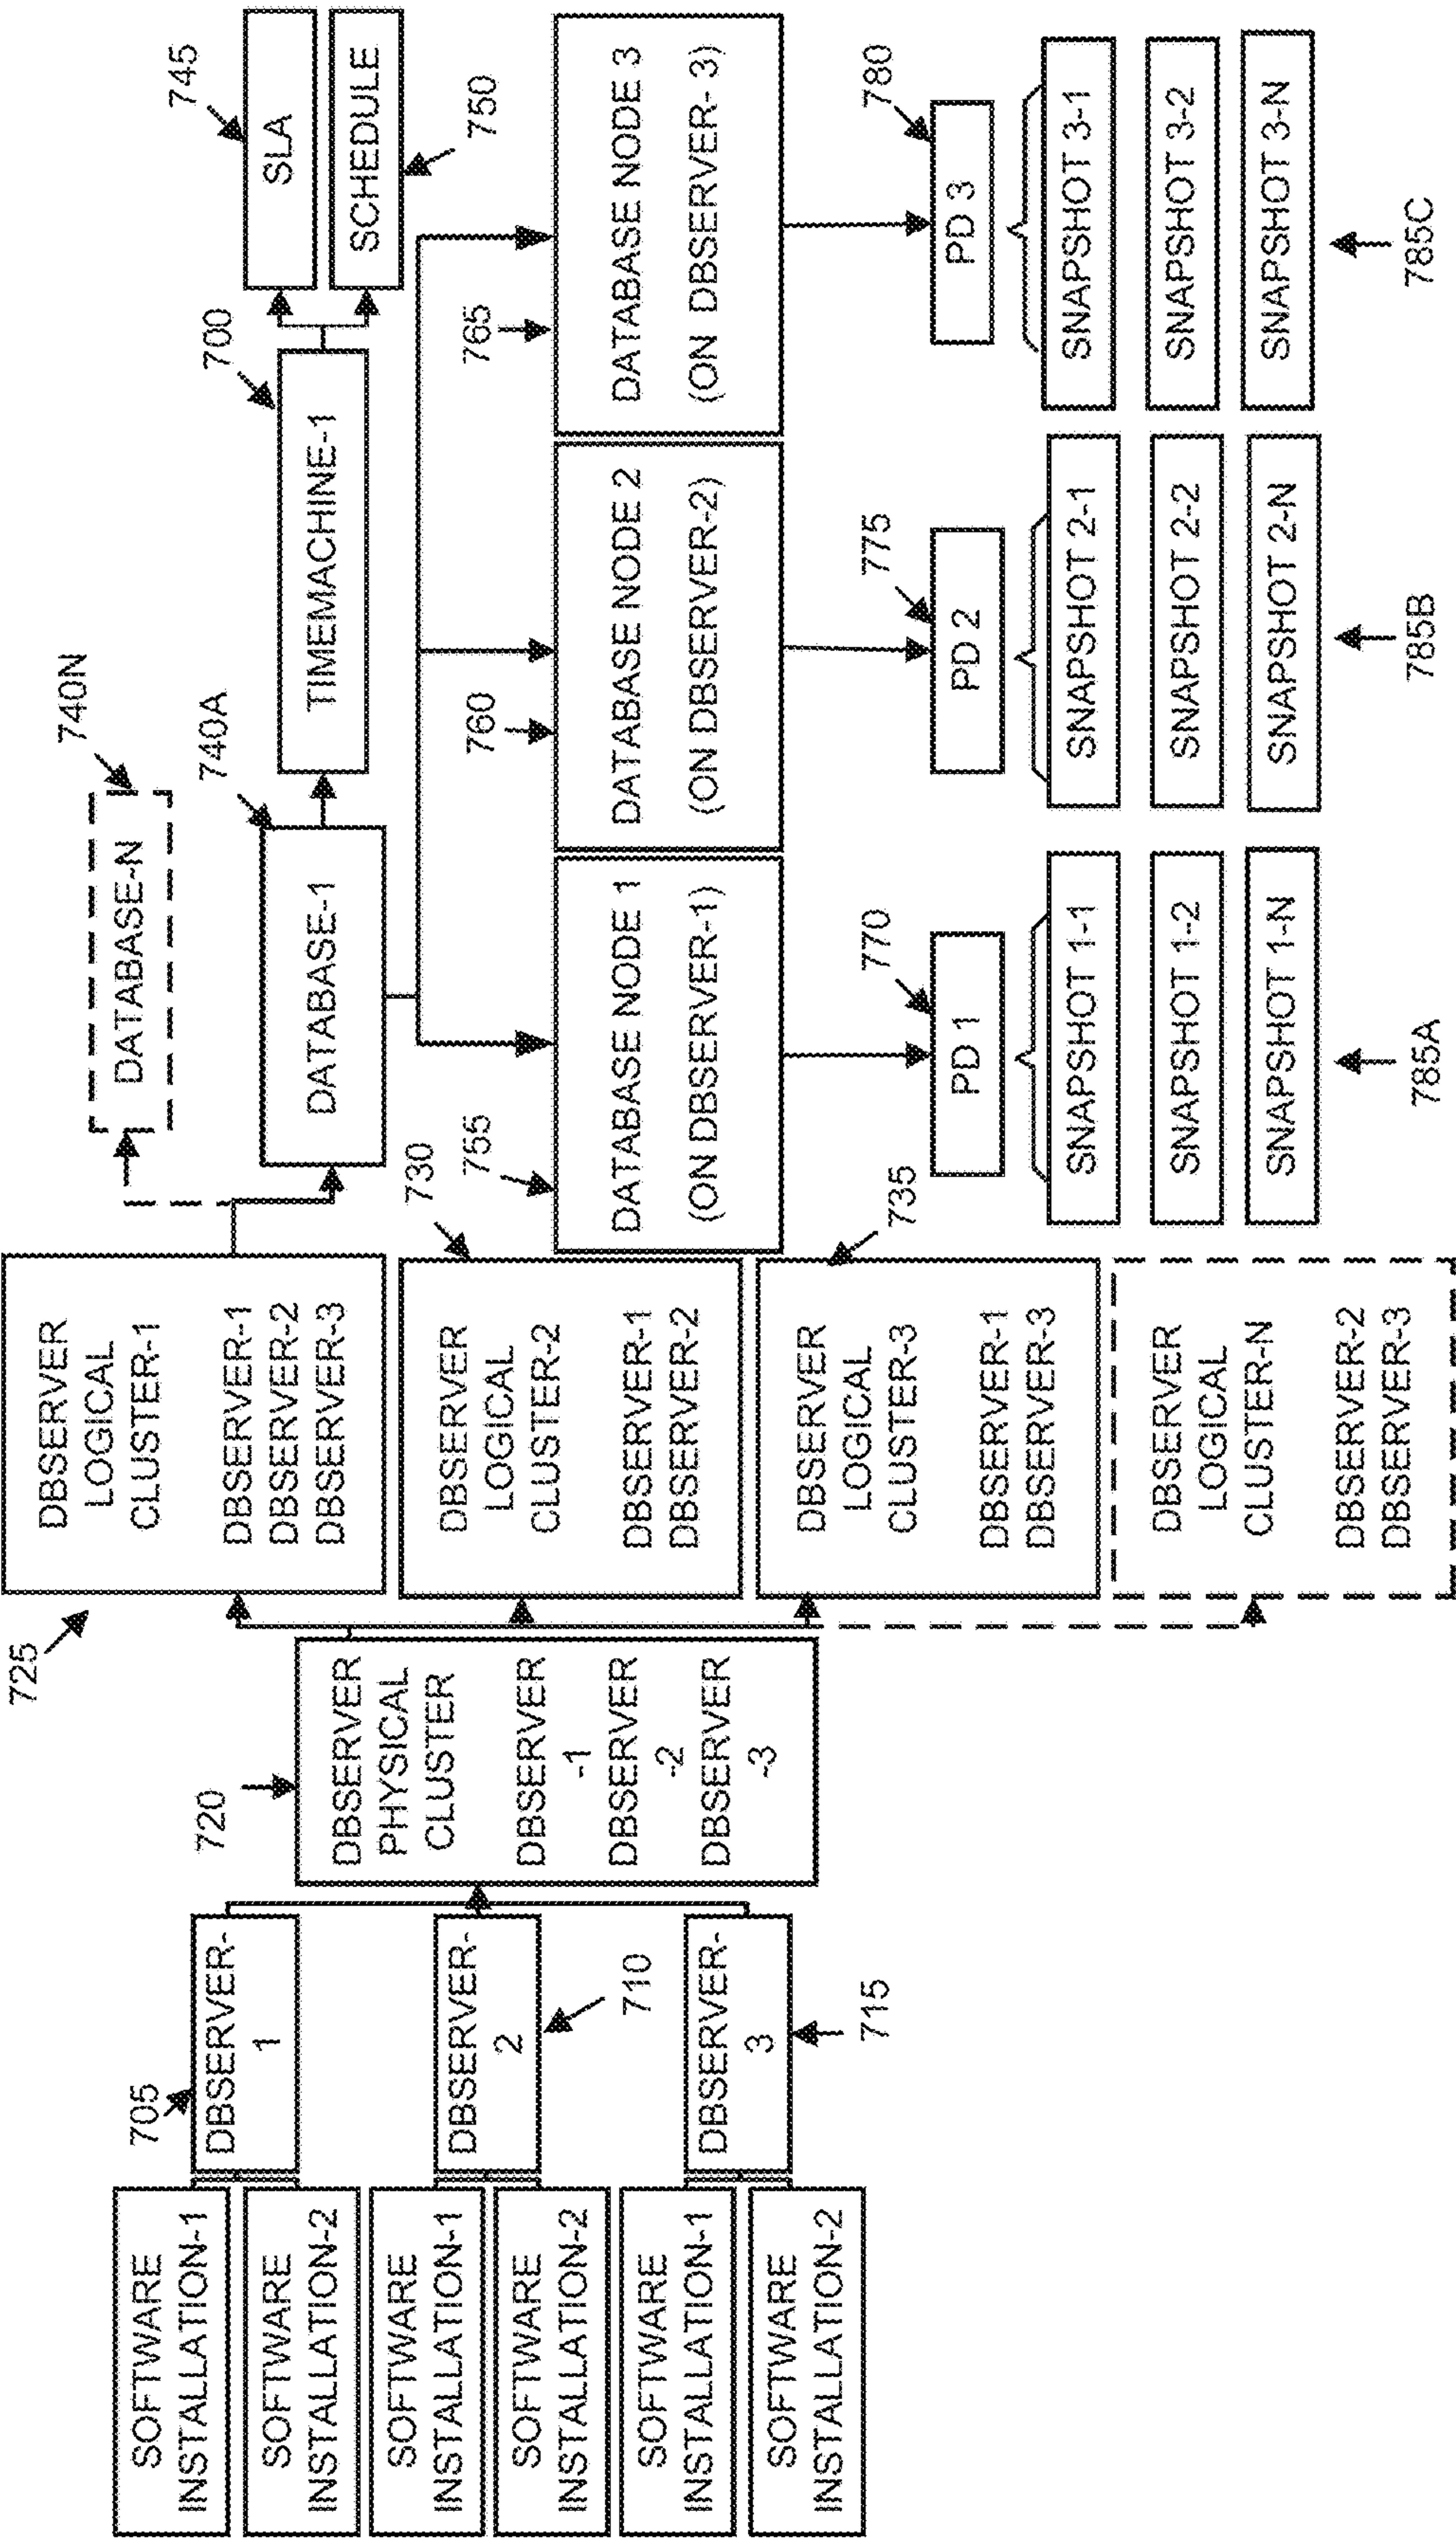 SOFTWARE
INSTALLATION-1
SOFTWARE
INSTALLATION-2
SOFTWARE
INSTALLATION-1
SOFTWARE
INSTALLATION-2
SOFTWARE
INSTALLATION-1
SOFTWARE
INSTALLATION-2
705
DBSERVER-
1
DBSERVER-
2
710
DBSERVER-
3
715
720
DBSERVER
PHYSICAL
CLUSTER
DBSERVER
-1
DBSERVER
-2
DBSERVER
-3
725
DBSERVER
LOGICAL
CLUSTER-1
DBSERVER-1
DBSERVER-2
DBSERVER-3
730
DBSERVER
LOGICAL
CLUSTER-2
DBSERVER-1
DBSERVER-2
735
DBSERVER
LOGICAL
CLUSTER-3
DBSERVER-1
DBSERVER-3
DBSERVER
LOGICAL
CLUSTER-N
DBSERVER-2
DBSERVER-3
740N
DATABASE-N
740A
DATABASE-1
700
TIMEMACHINE-1
745
SLA
SCHEDULE
750
755
DATABASE NODE 1
(ON DBSERVER-1)
760
DATABASE NODE 2
(ON DBSERVER-2)
765
DATABASE NODE 3
(ON DBSERVER- 3)
770
PD 1
SNAPSHOT 1-1
SNAPSHOT 1-2
SNAPSHOT 1-N
785A
775
PD 2
SNAPSHOT 2-1
SNAPSHOT 2-2
SNAPSHOT 2-N
785B
780
PD 3
SNAPSHOT 3-1
SNAPSHOT 3-2
SNAPSHOT 3-N
785C